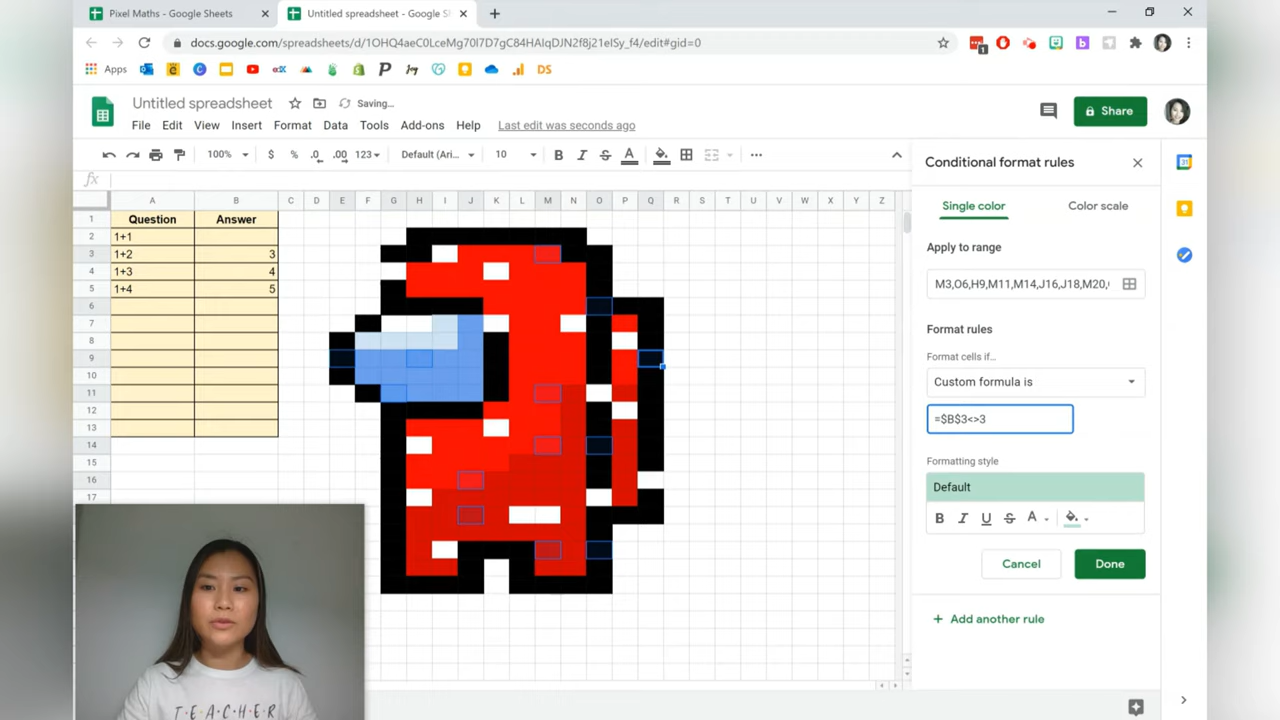 Pixel Maths - Google Sheets
Untitled spreadsheet - Google S
docs.google.com/spreadsheets/d/1OHQ4aeC0LceMg70l7D7gC84HAIqDJN2f8j21elSy_f4/edit#gid=0
Apps
Untitled spreadsheet
Saving...
Share
File Edit View Insert Format Data Tools Add-ons Help Last edit was seconds ago
100% $ % .0 .00 123 Default (Ari... 10 B I S A
fx
A B C D E F G H I J K L M N O P Q R S T U V W X Y Z
1 Question Answer
2 1+1
3 1+2 3
4 1+3 4
5 1+4 5
6
7
8
9
10
11
12
13
14
15
16
17
Conditional format rules
Single color Color scale
Apply to range
M3,O6,H9,M11,M14,J16,J18,M20,
Format rules
Format cells if...
Custom formula is
=$B$3<>3
Formatting style
Default
B I U S A
Cancel Done
+ Add another rule
TEACHER